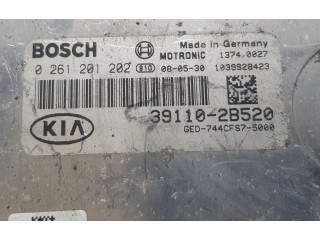 BOSCH Made in Germany
MOTRONIC 1374.0027
0 261 201 202 010 08-05-30 1039S28423
KIA 39110-2B520
GED-744CFS7-5000